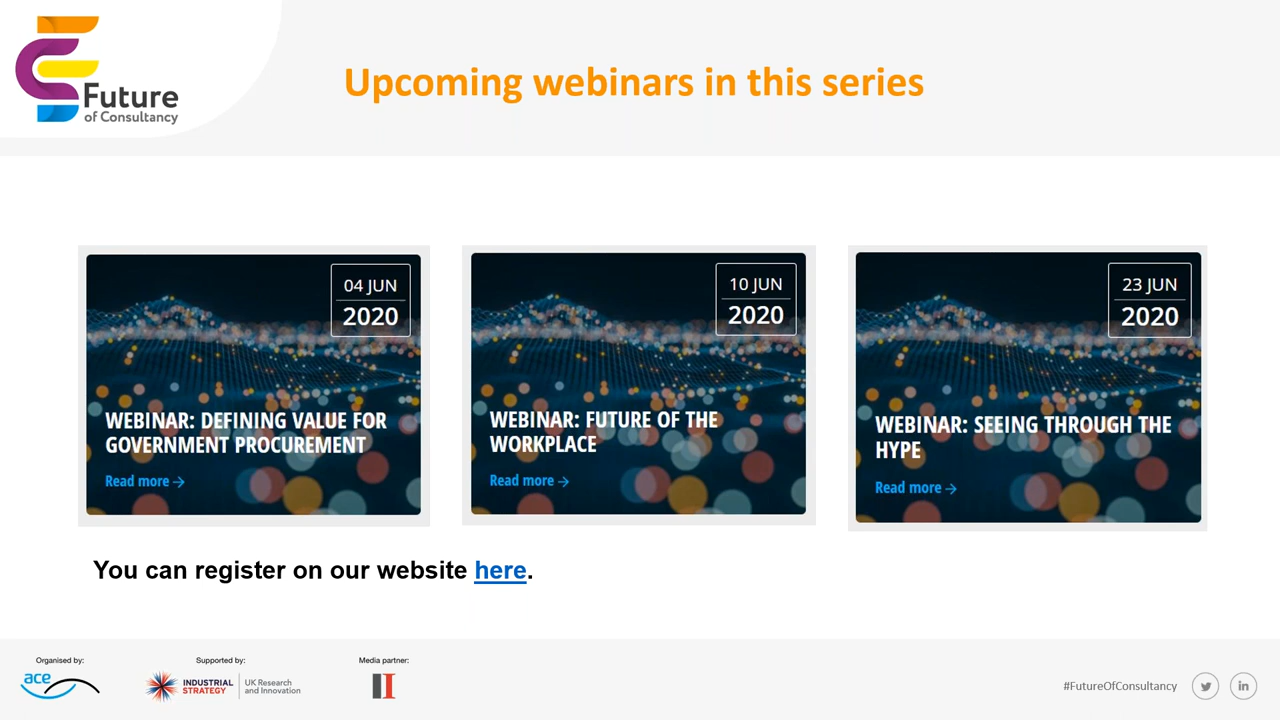 Future
of Consultancy
Upcoming webinars in this series
04 JUN
2020
WEBINAR: DEFINING VALUE FOR
GOVERNMENT PROCUREMENT
Read more →
10 JUN
2020
WEBINAR: FUTURE OF THE
WORKPLACE
Read more →
23 JUN
2020
WEBINAR: SEEING THROUGH THE
HYPE
Read more →
You can register on our website here.
Organised by:
ace
Supported by:
INDUSTRIAL
STRATEGY
UK Research
and Innovation
Media partner:
#FutureOfConsultancy
in